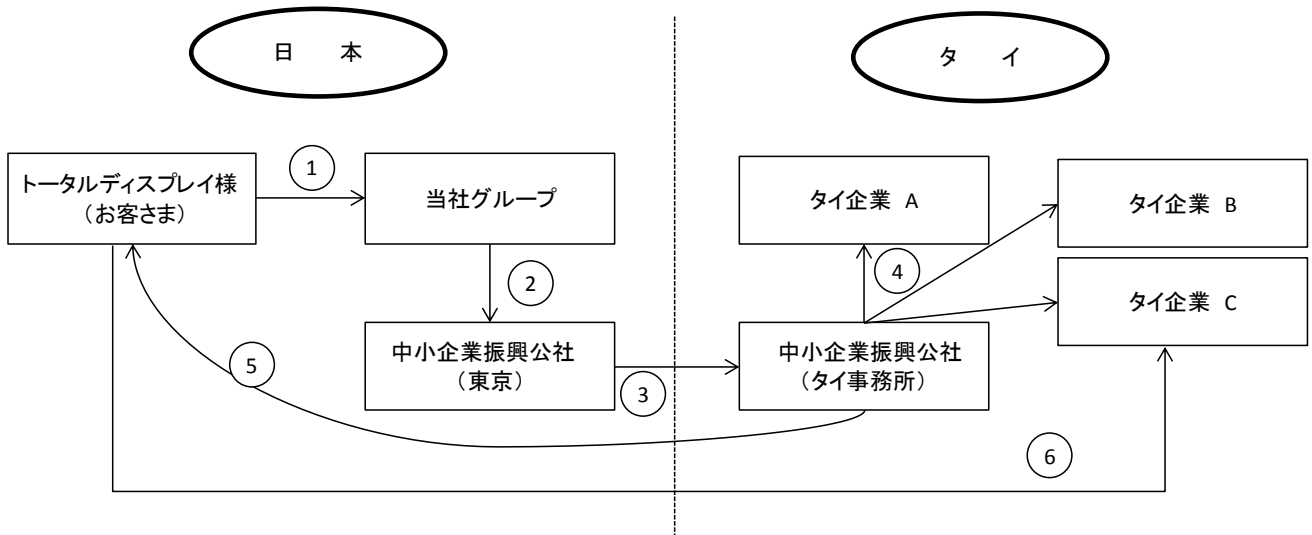 日　本
タ　イ
トータルディスプレイ様
（お客さま）
1
当社グループ
タイ企業 A
タイ企業 B
2
4
タイ企業 C
中小企業振興公社
（東京）
3
中小企業振興公社
（タイ事務所）
5
6